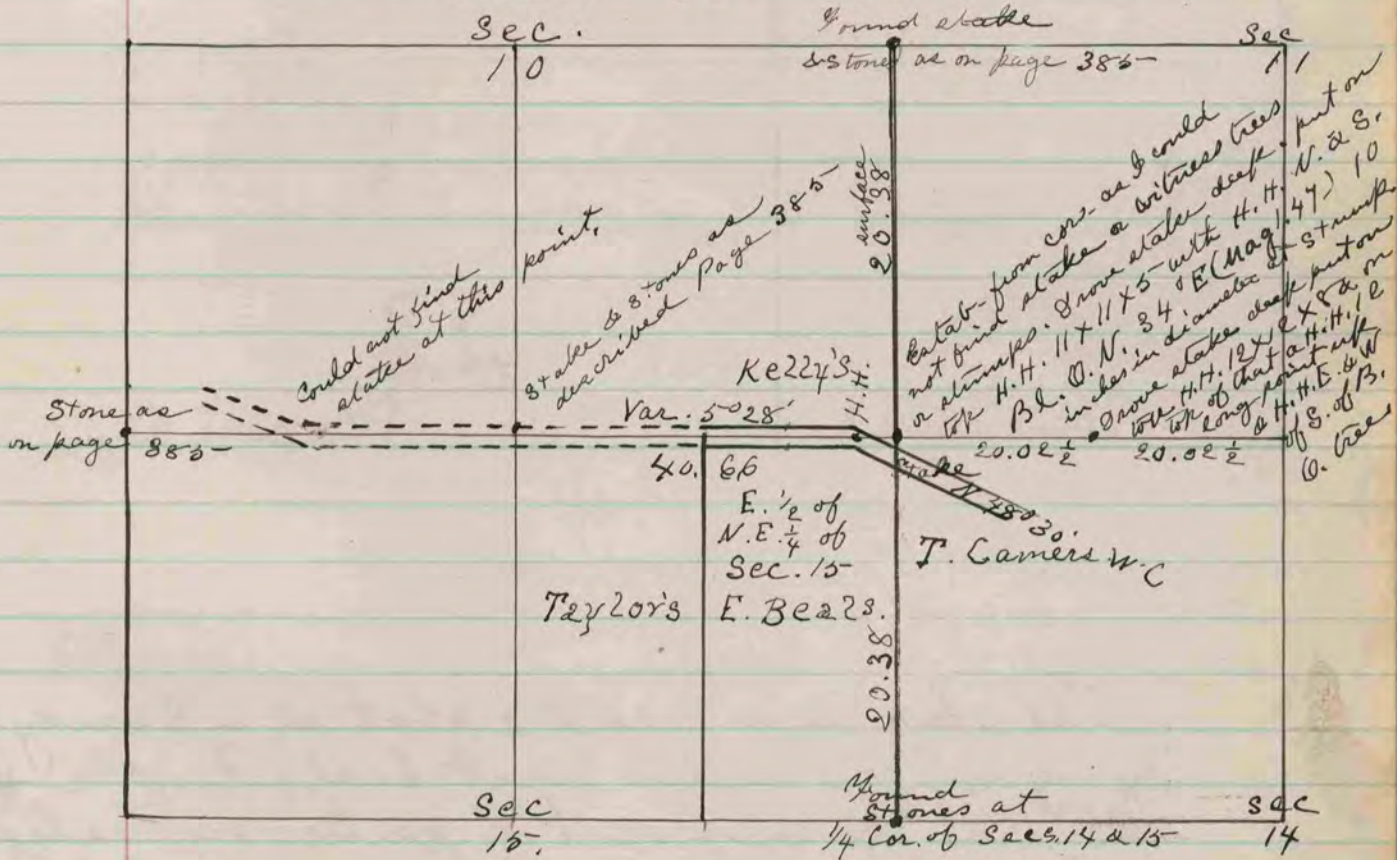 Sec.
10
Found stake
& stones as on page 385
Sec
11
could not find
stake at this point.
Stake & stones as
described Page 385
surface
20.38
Estab- from cor- as I could
not find stake or witness trees
or stumps. Drove stake deep. put on
top H.H. 11 x 11 x 5 with H.H. N. & S.
Bl. O. N. 34° E (Mag) .47) 10
inches in diameter at stump.
Drove stake deep put on
top H.H. 12 x 12 x 8 & on
top of that a H.H. 12
long point up
a H.H. E. & W
of S. of B.
O. tree
Stone as
on page 385
Kelly's
H.H.
Var. 5°28'
40.66
20.02½
20.02½
stake
N 48°30'
E. ½ of
N.E. ¼ of
Sec. 15
Taylor's
E. Beals.
T. Camers W.C
20.38
Sec
15.
Found
Stones at
¼ Cor. of Secs. 14 & 15
Sec
14